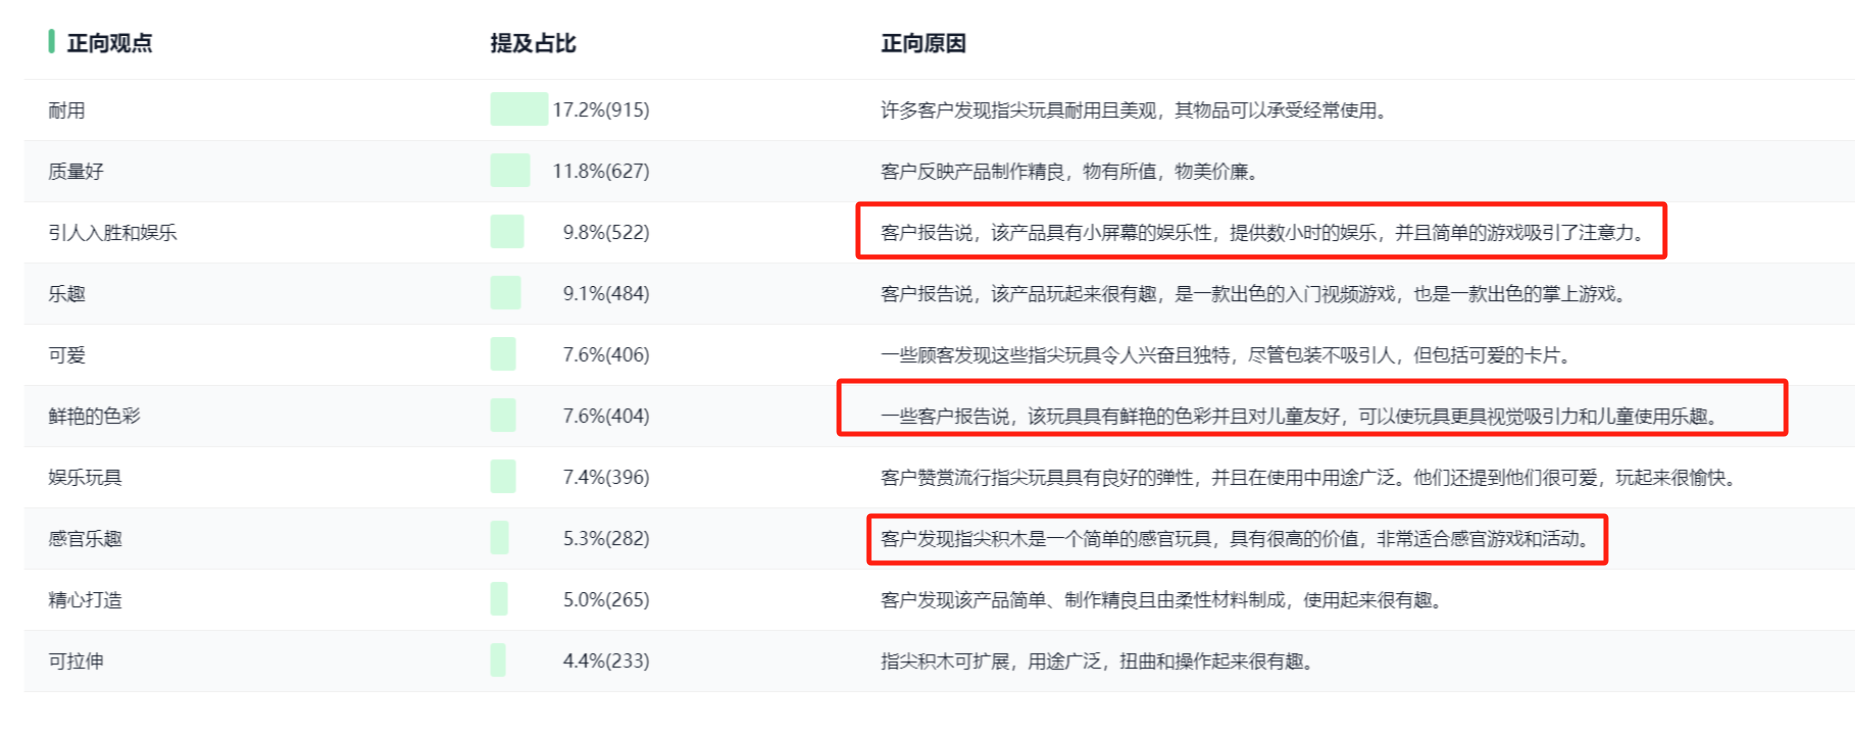 正向观点 提及占比 正向原因
耐用 17.2%(915) 许多客户发现指尖玩具耐用且美观，其物品可以承受经常使用。
质量好 11.8%(627) 客户反映产品制作精良，物有所值，物美价廉。
引人入胜和娱乐 9.8%(522) 客户报告说，该产品具有小屏幕的娱乐性，提供数小时的娱乐，并且简单的游戏吸引了注意力。
乐趣 9.1%(484) 客户报告说，该产品玩起来很有趣，是一款出色的入门视频游戏，也是一款出色的掌上游戏。
可爱 7.6%(406) 一些顾客发现这些指尖玩具令人兴奋且独特，尽管包装不吸引人，但包括可爱的卡片。
鲜艳的色彩 7.6%(404) 一些客户报告说，该玩具具有鲜艳的色彩并且对儿童友好，可以使玩具更具视觉吸引力和儿童使用乐趣。
娱乐玩具 7.4%(396) 客户赞赏流行指尖玩具具有良好的弹性，并且在使用中用途广泛。他们还提到他们很可爱，玩起来很愉快。
感官乐趣 5.3%(282) 客户发现指尖积木是一个简单的感官玩具，具有很高的价值，非常适合感官游戏和活动。
精心打造 5.0%(265) 客户发现该产品简单、制作精良且由柔性材料制成，使用起来很有趣。
可拉伸 4.4%(233) 指尖积木可扩展，用途广泛，扭曲和操作起来很有趣。